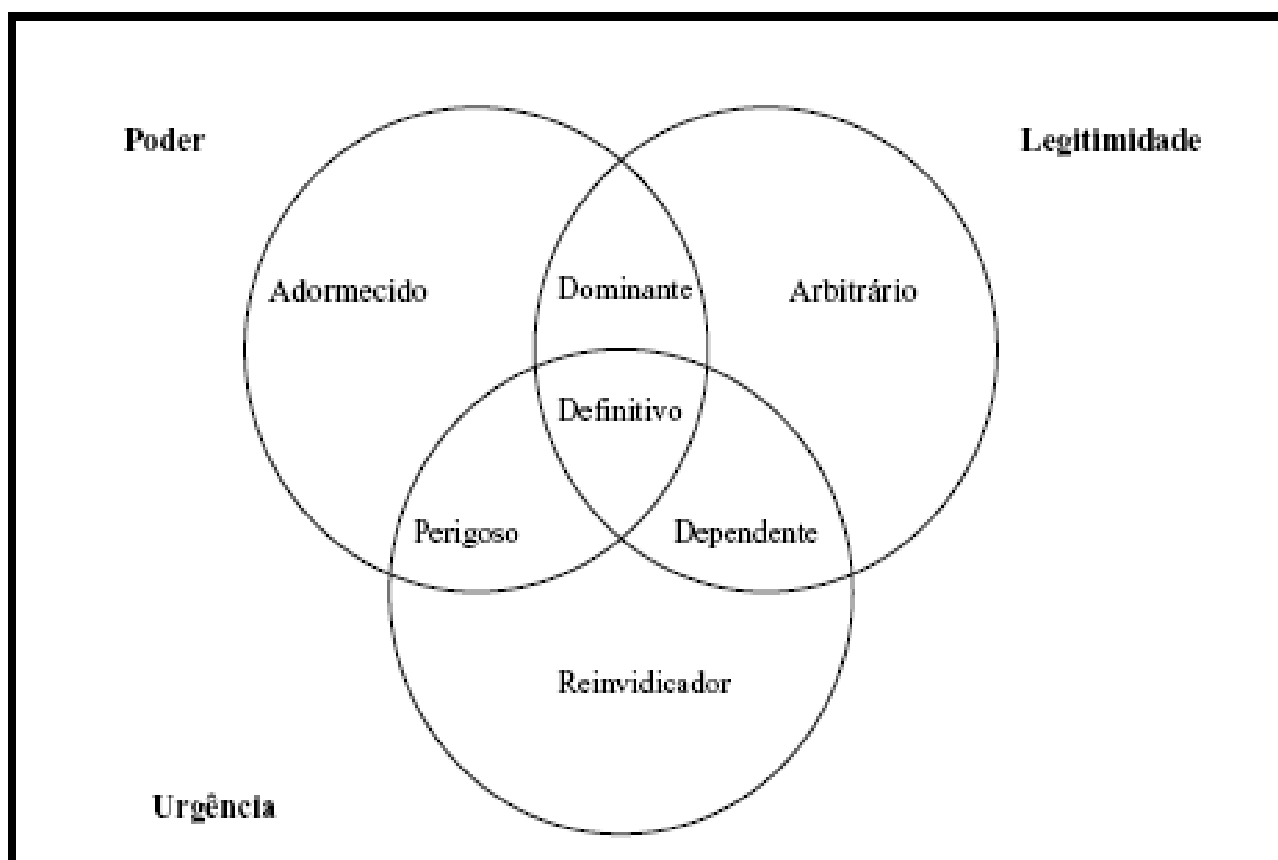 Poder
Legitimidade
Adormecido
Dominante
Arbitrário
Definitivo
Perigoso
Dependente
Reinvidicador
Urgência